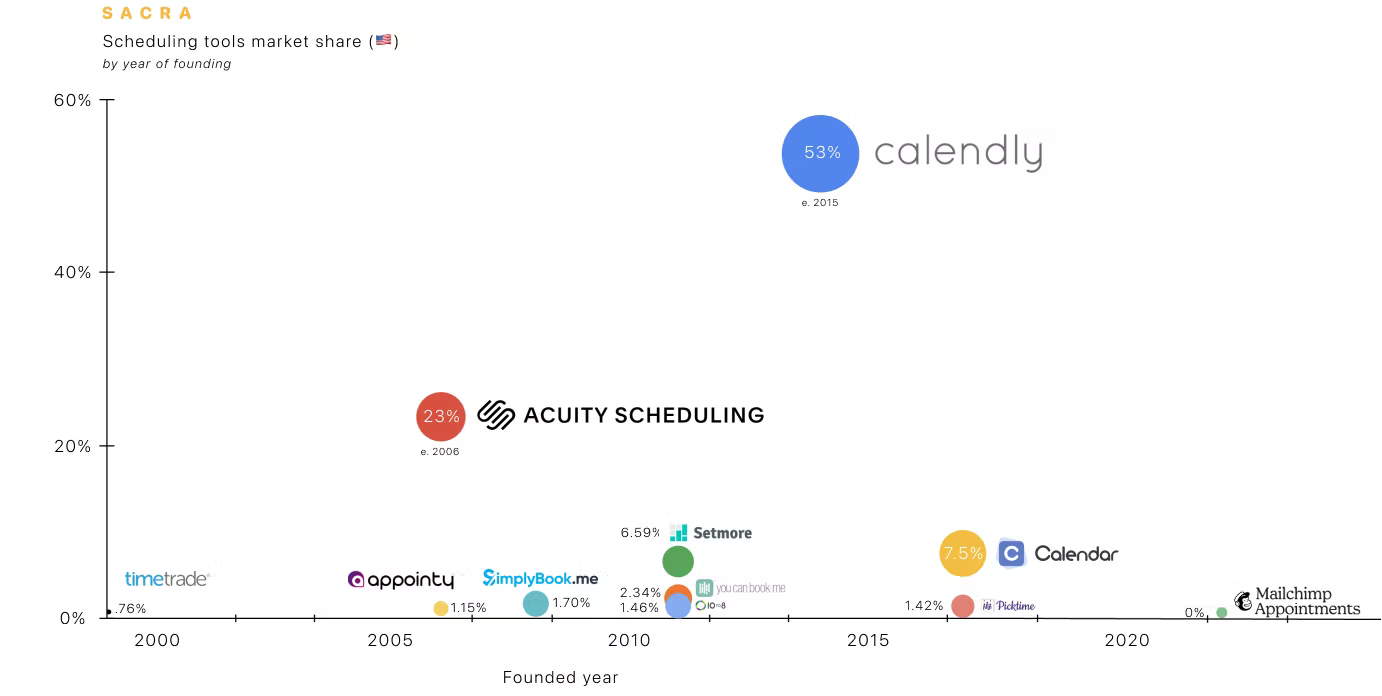 SACRA
Scheduling tools market share (🇺🇸)
by year of founding
60%
53%
calendly
e. 2015
40%
23%
ACUITY SCHEDULING
e. 2006
20%
6.59%
Setmore
7.5%
C
Calendar
timetrade
appointy
SimplyBook.me
2.34%
youcanbook.me
.76%
1.15%
1.70%
1.46%
10to8
1.42%
Picktime
0%
Mailchimp
Appointments
0%
2000
2005
2010
2015
2020
Founded year